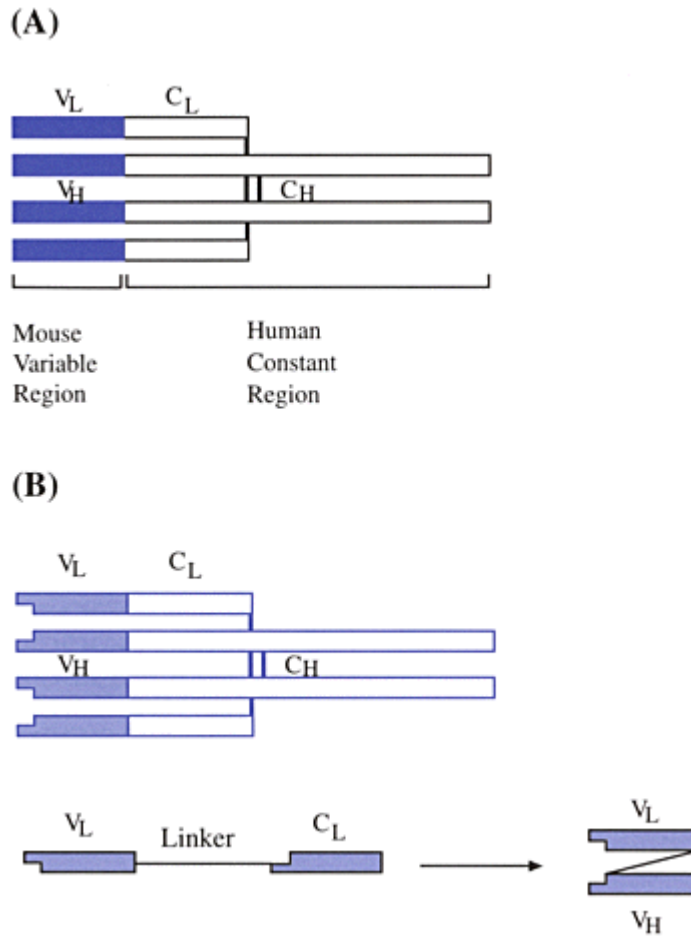 (A)
VL CL
VH CH
Mouse Human
Variable Constant
Region Region
(B)
VL CL
VH CH
VL Linker CL VL
VH